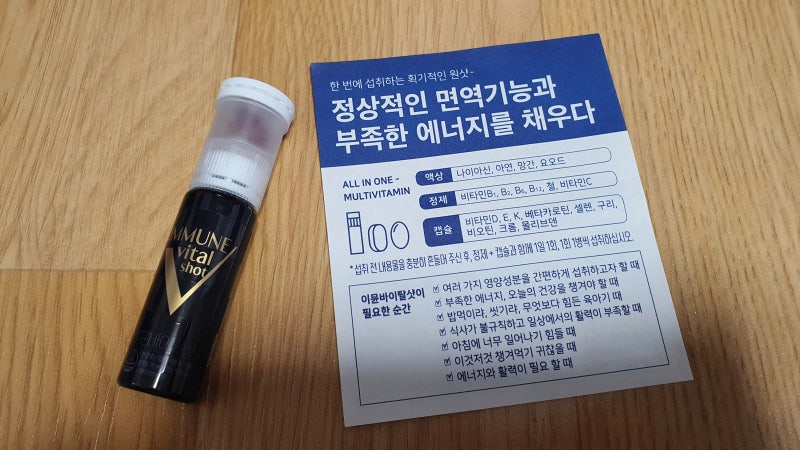 IMMUNE
vital
shot
한 번에 섭취하는 획기적인 원샷~
정상적인 면역기능과
부족한 에너지를 채우다
ALL IN ONE ~
MULTIVITAMIN
액상 나이아신, 아연, 망간, 요오드
정제 비타민B1, B2, B6, B12, 철, 비타민C
캡슐 비타민D, E, K, 베타카로틴, 셀렌, 구리,
비오틴, 크롬, 몰리브덴
*섭취 전 내용물을 충분히 흔들어 주신 후, 정제 + 캡슐과 함께 1일 1회, 1회 1병씩 섭취하십시오.
이뮨바이탈샷이
필요한 순간
☑ 여러 가지 영양성분을 간편하게 섭취하고자 할 때
☑ 부족한 에너지, 오늘의 건강을 챙겨야 할 때
☑ 밥먹이랴, 씻기랴, 무엇보다 힘든 육아기 때
☑ 식사가 불규칙하고 일상에서의 활력이 부족할 때
☑ 아침에 너무 일어나기 힘들 때
☑ 이것저것 챙겨먹기 귀찮을 때
☑ 에너지와 활력이 필요 할 때